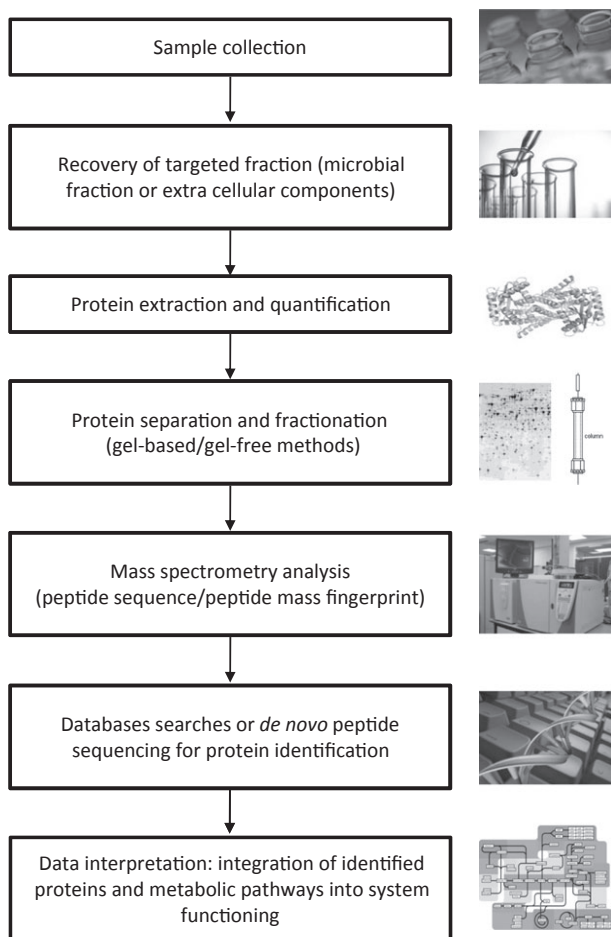 Sample collection
Recovery of targeted fraction (microbial
fraction or extra cellular components)
Protein extraction and quantification
Protein separation and fractionation
(gel-based/gel-free methods)
column
Mass spectrometry analysis
(peptide sequence/peptide mass fingerprint)
Databases searches or de novo peptide
sequencing for protein identification
Data interpretation: integration of identified
proteins and metabolic pathways into system
functioning